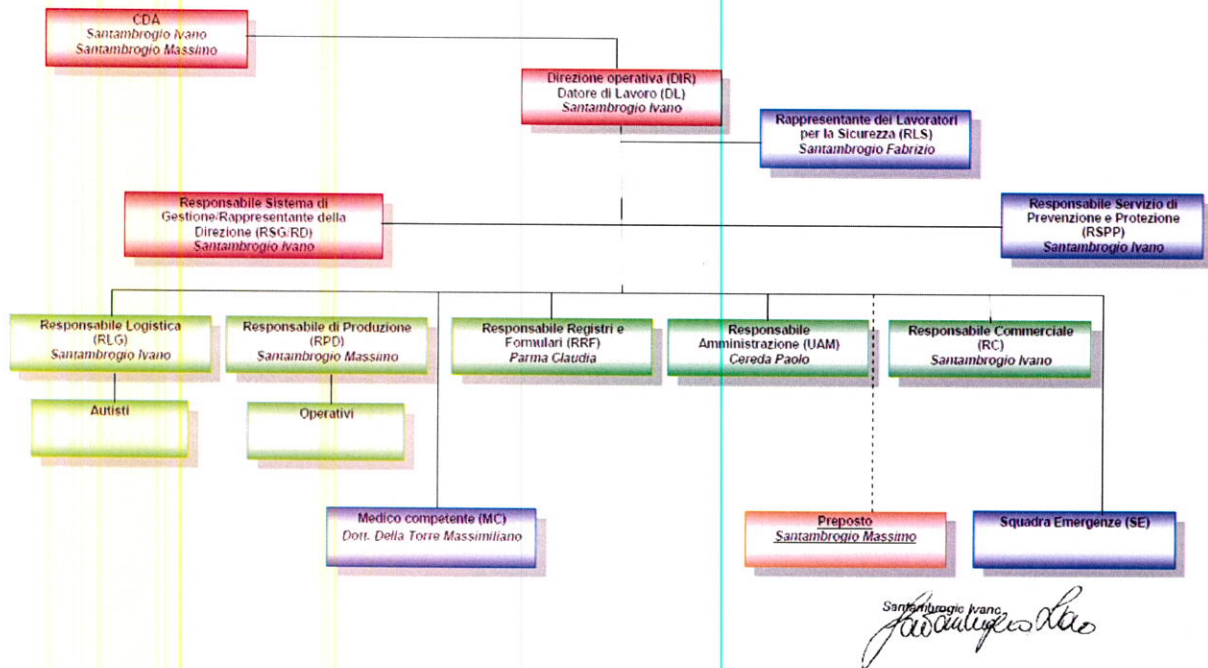 CDA
Santambrogio Ivano
Santambrogio Massimo
Direzione operativa (DIR)
Datore di Lavoro (DL)
Santambrogio Ivano
Rappresentante dei Lavoratori
per la Sicurezza (RLS)
Santambrogio Fabrizio
Responsabile Sistema di
Gestione/Rappresentante della
Direzione (RSG/RD)
Santambrogio Ivano
Responsabile Servizio di
Prevenzione e Protezione
(RSPP)
Santambrogio Ivano
Responsabile Logistica
(RLG)
Santambrogio Ivano
Responsabile di Produzione
(RPD)
Santambrogio Massimo
Responsabile Registri e
Formulari (RRF)
Parma Claudia
Responsabile
Amministrazione (UAM)
Cereda Paolo
Responsabile Commerciale
(RC)
Santambrogio Ivano
Autisti
Operativi
Medico competente (MC)
Dott. Della Torre Massimiliano
Preposto
Santambrogio Massimo
Squadra Emergenze (SE)
Santambrogio Ivano